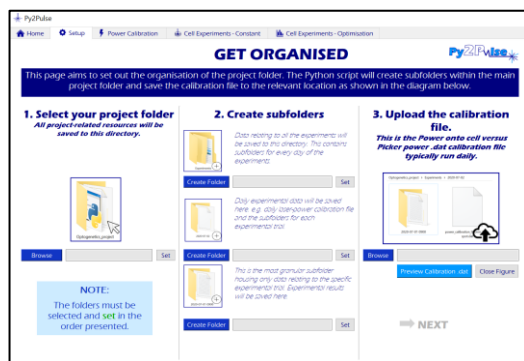 Py2Pulse
Home Setup Power Calibration Cell Experiments - Constant Cell Experiments - Optimisation
GET ORGANISED
Py2Pulse
This page aims to set out the organisation of the project folder. The Python script will create subfolders within the main
project folder and save the calibration file to the relevant location as shown in the diagram below.
1. Select your project folder
All project-related resources will be
saved to this directory.
Browse Set
NOTE:
The folders must be
selected and set in the
order presented.
2. Create subfolders
Data relating to all the experiments will
be saved to this directory. This contains
subfolders for every day of the
experiments.
Create Folder Set
Daily experimental data will be saved
here. e.g. daily laser-power calibration file
and the subfolders for each
experimental trial.
Create Folder Set
This is the most granular subfolder
housing only data relating to the specific
experimental trial. Experimental results
will be saved here.
Create Folder Set
3. Upload the calibration
file.
This is the Power onto cell versus
Picker power .dat calibration file
typically run daily.
Browse Set
Preview Calibration .dat Close Figure
NEXT